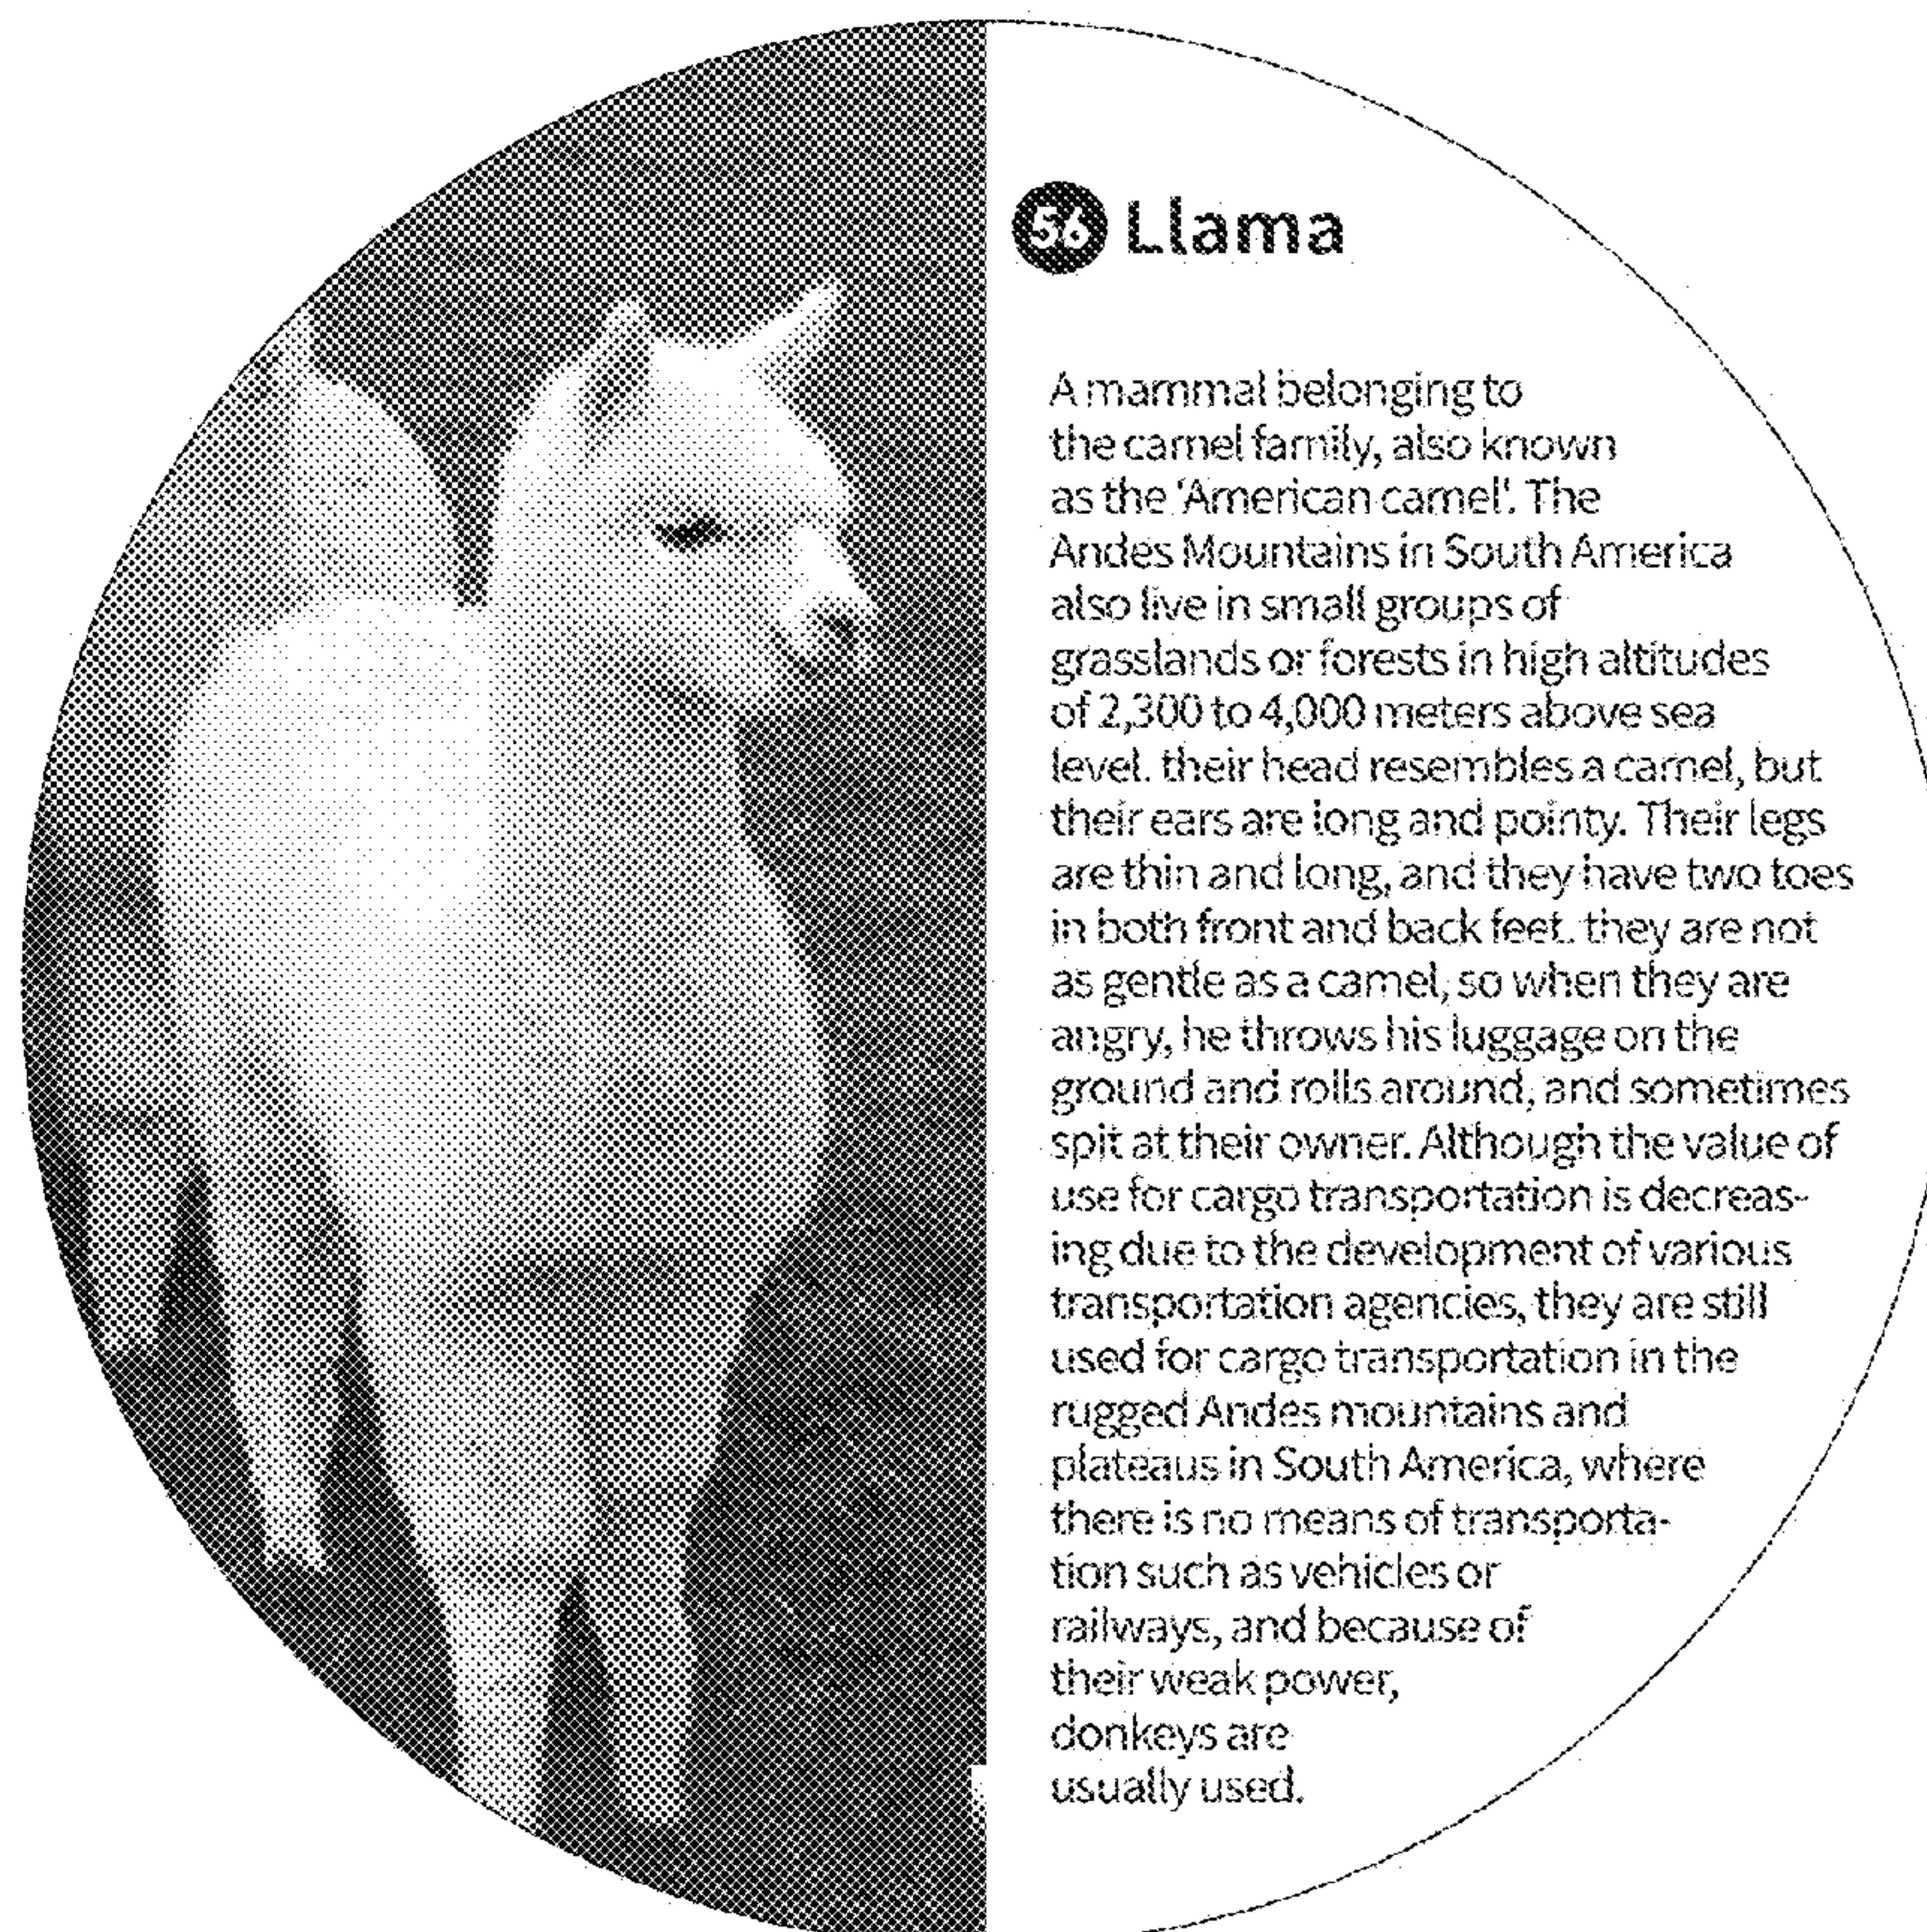 56 Llama
A mammal belonging to
the camel family, also known
as the 'American camel'. The
Andes Mountains in South America
also live in small groups of
grasslands or forests in high altitudes
of 2,300 to 4,000 meters above sea
level. their head resembles a camel, but
their ears are long and pointy. Their legs
are thin and long, and they have two toes
in both front and back feet. they are not
as gentle as a camel, so when they are
angry, he throws his luggage on the
ground and rolls around, and sometimes
spit at their owner. Although the value of
use for cargo transportation is decreas-
ing due to the development of various
transportation agencies, they are still
used for cargo transportation in the
rugged Andes mountains and
plateaus in South America, where
there is no means of transporta-
tion such as vehicles or
railways, and because of
their weak power,
donkeys are
usually used.